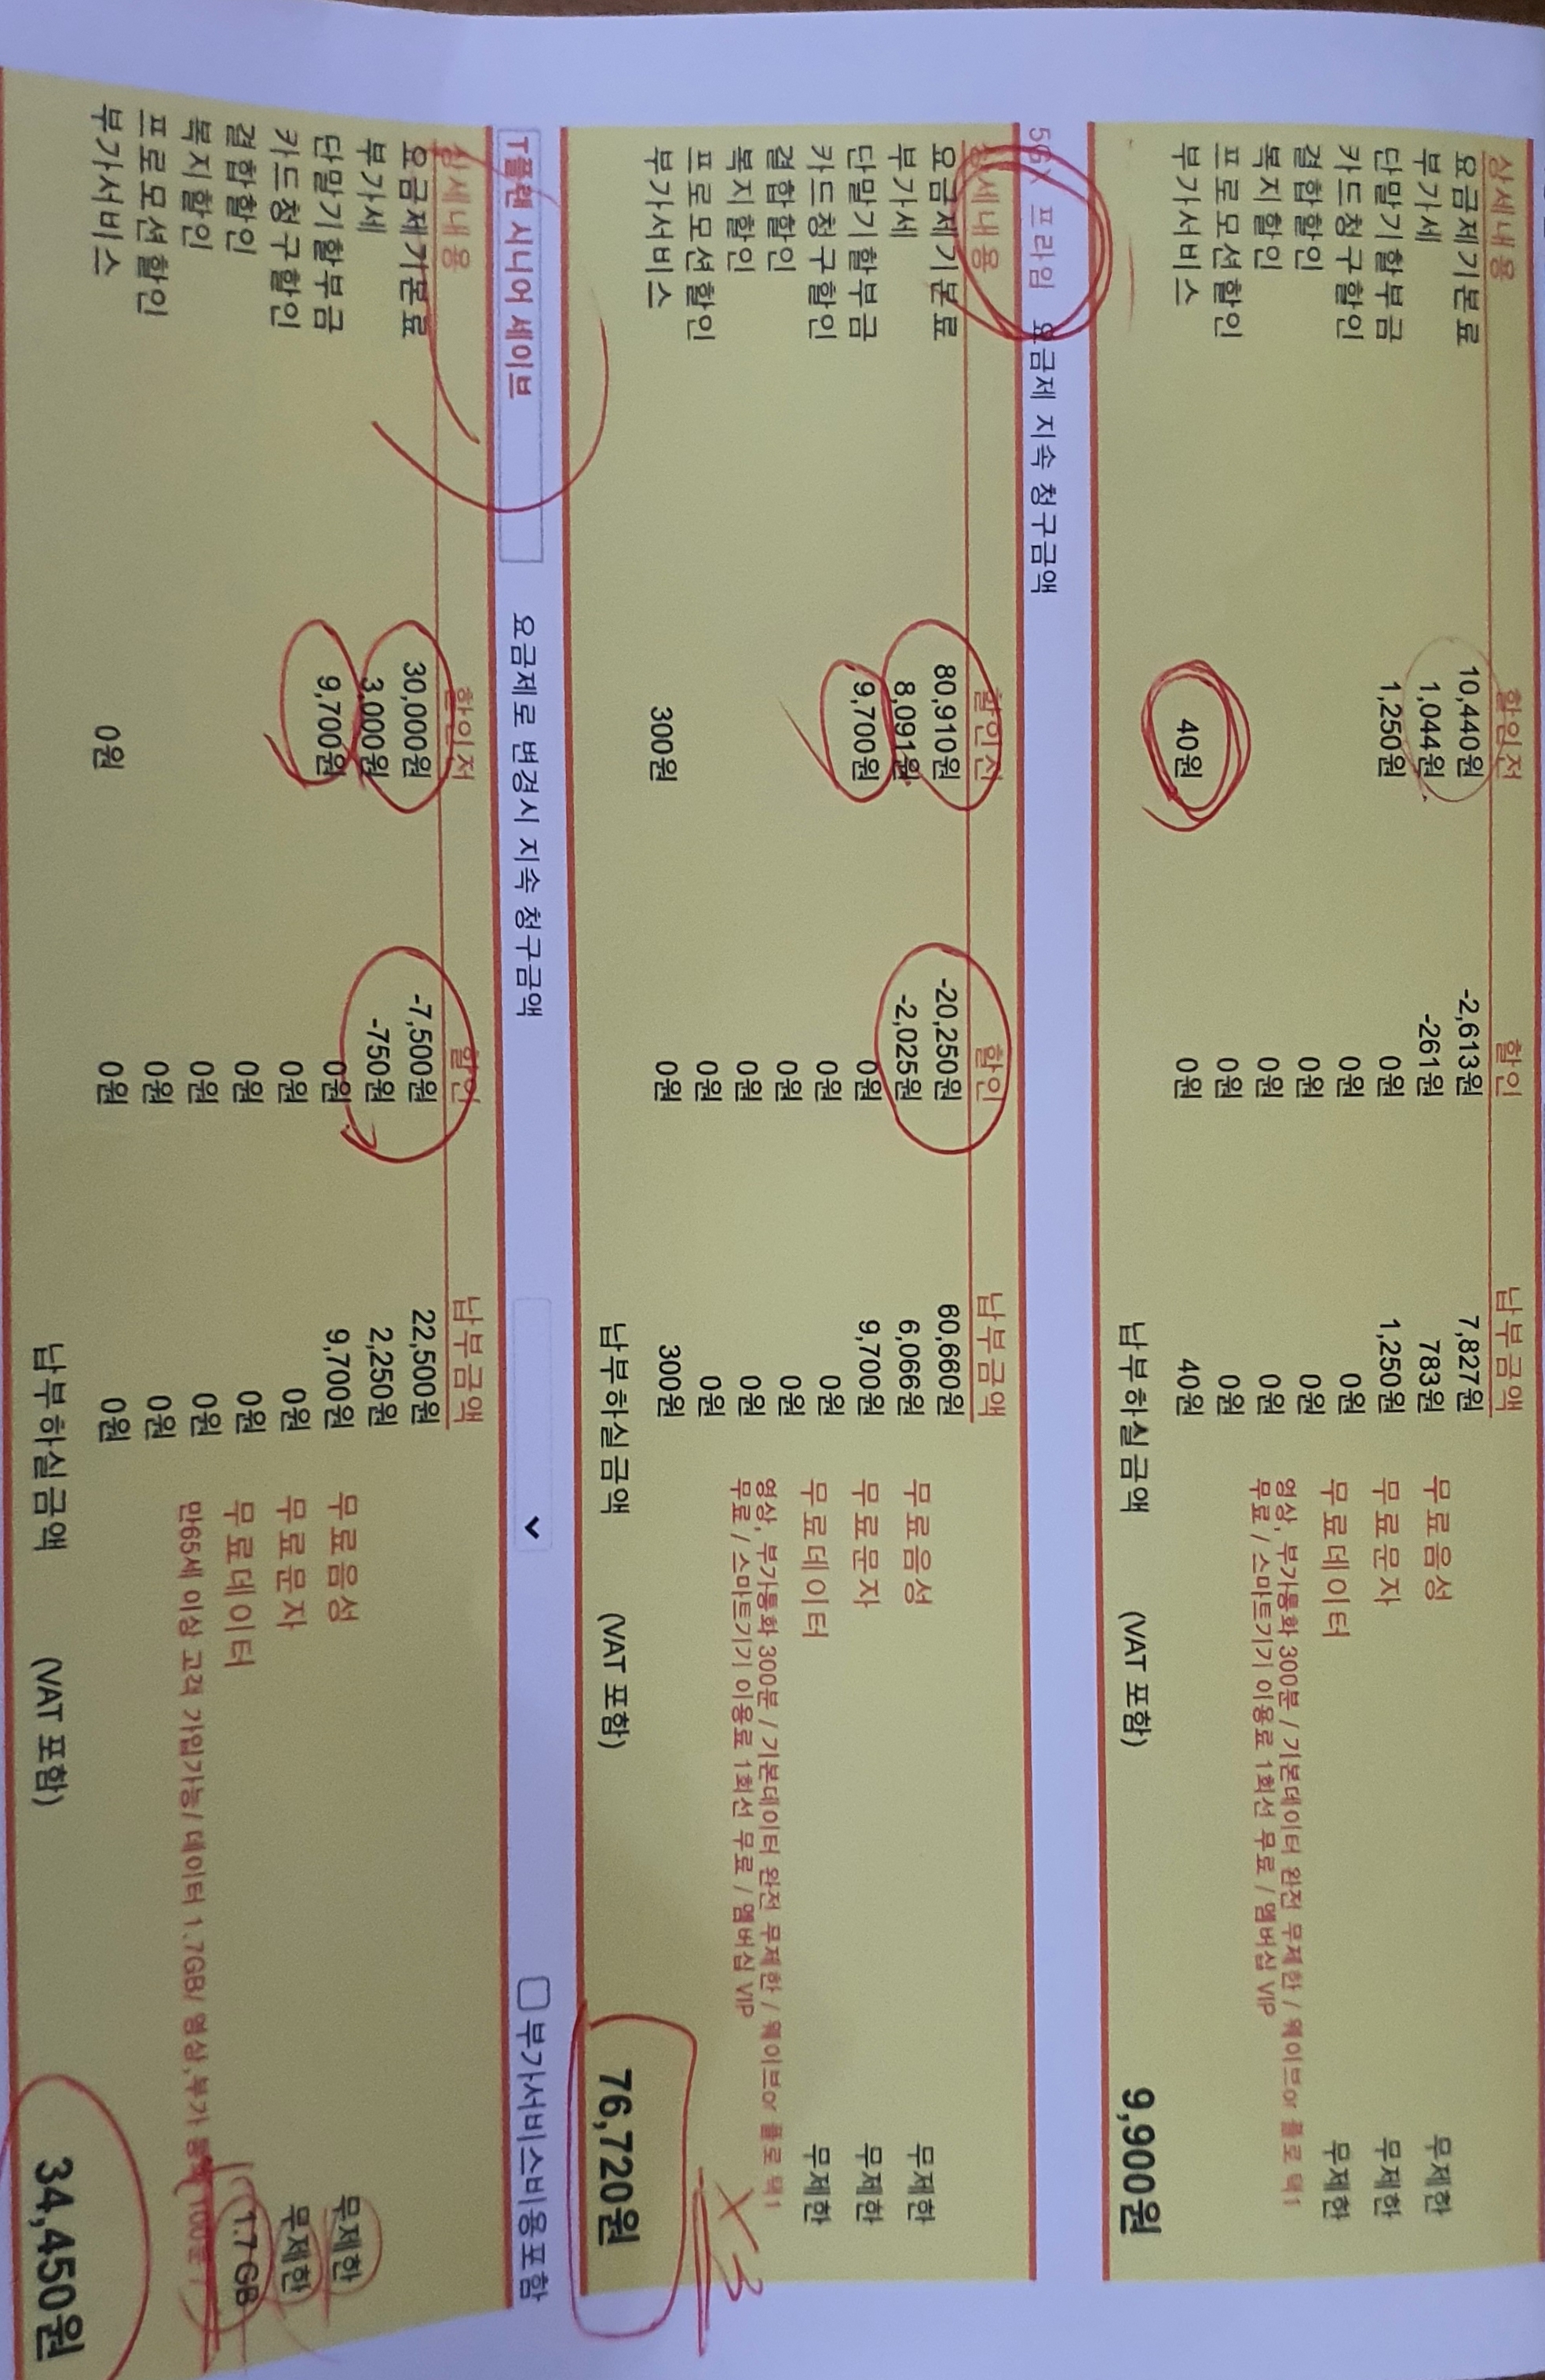 상세내용 할인전 할인 납부금액
요금제기본료 10,440원 -2,613원 7,827원
부가세 1,044원 -261원 783원 무료음성 무제한
단말기할부금 1,250원 0원 1,250원 무료문자 무제한
카드청구할인 0원 0원 무료데이터 무제한
결합할인 0원 0원 영상, 부가통화 300분 / 기본데이터 완전 무제한 / 웨이브or 플로 택1
복지할인 0원 0원 무료 / 스마트기기 이용료 1회선 무료 / 멤버십 VIP
프로모션할인 0원 0원
부가서비스 40원 0원 40원
납부하실금액 (VAT 포함) 9,900원
5GX 프라임 요금제 지속 청구금액
상세내용 할인전 할인 납부금액
요금제기본료 80,910원 -20,250원 60,660원
부가세 8,091원 -2,025원 6,066원 무료음성 무제한
단말기할부금 9,700원 0원 9,700원 무료문자 무제한
카드청구할인 0원 0원 무료데이터 무제한
결합할인 0원 0원 영상, 부가통화 300분 / 기본데이터 완전 무제한 / 웨이브or 플로 택1
복지할인 0원 0원 무료 / 스마트기기 이용료 1회선 무료 / 멤버십 VIP
프로모션할인 0원 0원
×3
부가서비스 300원 0원 300원
납부하실금액 (VAT 포함) 76,720원
T플랜 시니어 세이브 요금제로 변경시 지속 청구금액 부가서비스비용포함
상세내용 할인전 할인 납부금액
요금제기본료 30,000원 -7,500원 22,500원
부가세 3,000원 -750원 2,250원
단말기할부금 9,700원 0원 9,700원 무료음성 무제한
카드청구할인 0원 0원 무료문자 무제한
결합할인 0원 0원 무료데이터 1.7GB
복지할인 0원 0원 만65세 이상 고객 가입가능/ 데이터 1.7GB/ 영상,부가
프로모션할인 0원 0원
부가서비스 0원 0원 0원
납부하실금액 (VAT 포함) 34,450원